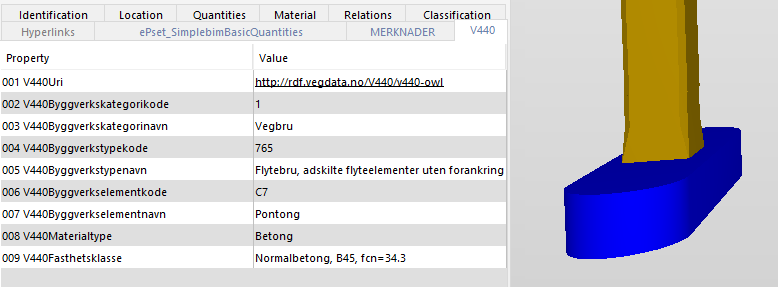 Identification Location Quantities Material Relations Classification
Hyperlinks ePset_SimplebimBasicQuantities MERKNADER V440
Property Value
001 V440Uri http://rdf.vegdata.no/V440/v440-owl
002 V440Byggverkskategorikode 1
003 V440Byggverkskategorinavn Vegbru
004 V440Byggverkstypekode 765
005 V440Byggverkstypenavn Flytebru, adskilte flyteelementer uten forankring
006 V440Byggverkselementkode C7
007 V440Byggverkselementnavn Pontong
008 V440Materialtype Betong
009 V440Fasthetsklasse Normalbetong, B45, fcn=34.3